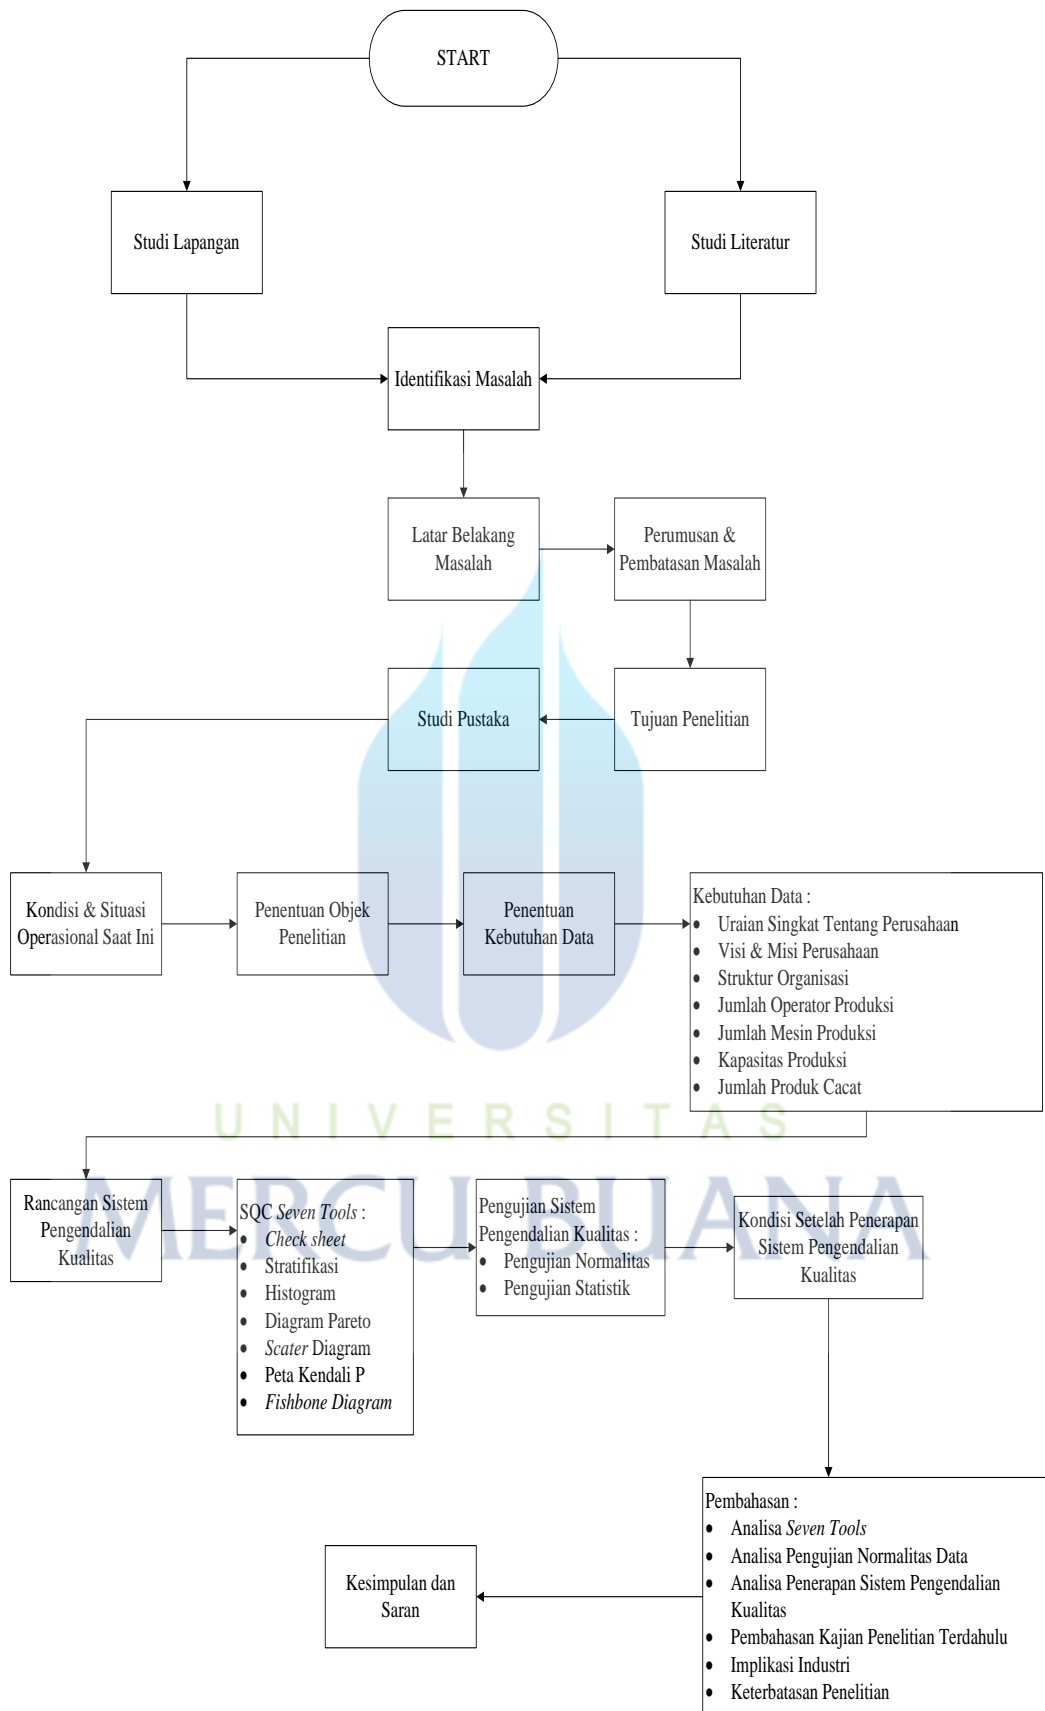 START
Studi Lapangan
Studi Literatur
Identifikasi Masalah
Latar Belakang
Masalah
Perumusan &
Pembatasan Masalah
Tujuan Penelitian
Studi Pustaka
Kondisi & Situasi
Operasional Saat Ini
Penentuan Objek
Penelitian
Penentuan
Kebutuhan Data
Kebutuhan Data :
• Uraian Singkat Tentang Perusahaan
• Visi & Misi Perusahaan
• Struktur Organisasi
• Jumlah Operator Produksi
• Jumlah Mesin Produksi
• Kapasitas Produksi
• Jumlah Produk Cacat
UNIVERSITAS
MERCU BUANA
Rancangan Sistem
Pengendalian
Kualitas
SQC Seven Tools :
• Check sheet
• Stratifikasi
• Histogram
• Diagram Pareto
• Scater Diagram
• Peta Kendali P
• Fishbone Diagram
Pengujian Sistem
Pengendalian Kualitas :
• Pengujian Normalitas
• Pengujian Statistik
Kondisi Setelah Penerapan
Sistem Pengendalian
Kualitas
Pembahasan :
• Analisa Seven Tools
• Analisa Pengujian Normalitas Data
• Analisa Penerapan Sistem Pengendalian
Kualitas
• Pembahasan Kajian Penelitian Terdahulu
• Implikasi Industri
• Keterbatasan Penelitian
Kesimpulan dan
Saran